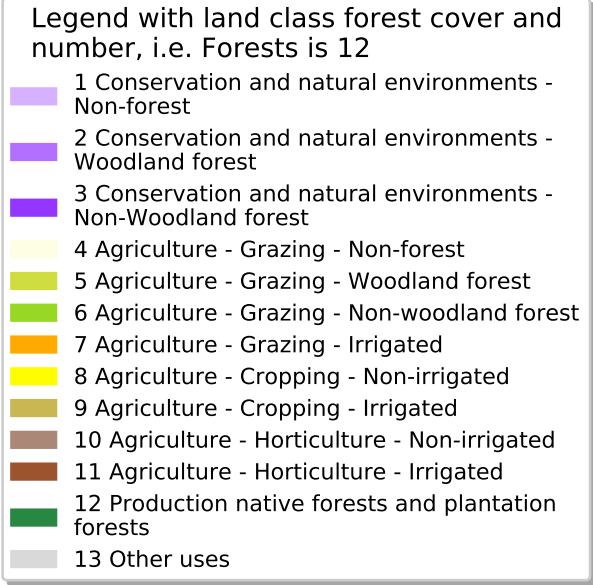 Legend with land class forest cover and
number, i.e. Forests is 12
1 Conservation and natural environments -
Non-forest
2 Conservation and natural environments -
Woodland forest
3 Conservation and natural environments -
Non-Woodland forest
4 Agriculture - Grazing - Non-forest
5 Agriculture - Grazing - Woodland forest
6 Agriculture - Grazing - Non-woodland forest
7 Agriculture - Grazing - Irrigated
8 Agriculture - Cropping - Non-irrigated
9 Agriculture - Cropping - Irrigated
10 Agriculture - Horticulture - Non-irrigated
11 Agriculture - Horticulture - Irrigated
12 Production native forests and plantation
forests
13 Other uses